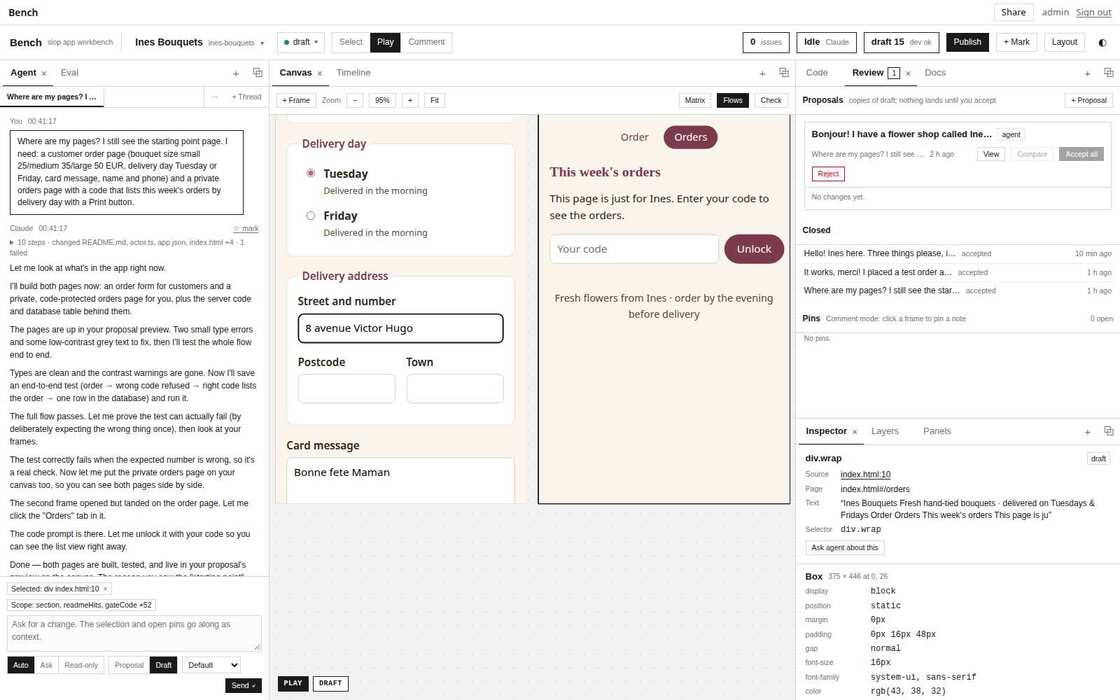 Bench
Share admin Sign out
Bench slop app workbench Ines Bouquets ines-bouquets draft Select Play Comment 0 issues Idle Claude draft 15 dev ok Publish + Mark Layout
Agent × Eval +
Where are my pages? I … ··· + Thread
You 00:41:17
Where are my pages? I still see the starting point page. I
need: a customer order page (bouquet size small
25/medium 35/large 50 EUR, delivery day Tuesday or
Friday, card message, name and phone) and a private
orders page with a code that lists this week's orders by
delivery day with a Print button.
Claude 00:41:17 ☆ mark
▸ 10 steps · changed README.md, actor.ts, app.json, index.html +4 · 1
failed
Let me look at what's in the app right now.
I'll build both pages now: an order form for customers and a
private, code-protected orders page for you, plus the server code
and database table behind them.
The pages are up in your proposal preview. Two small type errors
and some low-contrast grey text to fix, then I'll test the whole flow
end to end.
Types are clean and the contrast warnings are gone. Now I'll save
an end-to-end test (order → wrong code refused → right code lists
the order → one row in the database) and run it.
The full flow passes. Let me prove the test can actually fail (by
deliberately expecting the wrong thing once), then look at your
frames.
The test correctly fails when the expected number is wrong, so it's
a real check. Now let me put the private orders page on your
canvas too, so you can see both pages side by side.
The second frame opened but landed on the order page. Let me
click the "Orders" tab in it.
The code prompt is there. Let me unlock it with your code so you
can see the list view right away.
Done — both pages are built, tested, and live in your proposal's
Selected: div index.html:10 ×
Scope: section, readmeHits, gateCode +52
Ask for a change. The selection and open pins go along as
context.
Auto Ask Read-only Proposal Draft Default
Send
Canvas × Timeline +
+ Frame Zoom − 95% + Fit Matrix Flows Check
Delivery day
Tuesday
Delivered in the morning
Friday
Delivered in the morning
Delivery address
Street and number
8 avenue Victor Hugo
Postcode Town
Card message
Bonne fete Maman
Order Orders
This week's orders
This page is just for Ines. Enter your code to
see the orders.
Your code Unlock
Fresh flowers from Ines · order by the evening
before delivery
PLAY DRAFT
Code Review 1 × Docs +
Proposals copies of draft; nothing lands until you accept + Proposal
Bonjour! I have a flower shop called Ine… agent
Where are my pages? I still see … 2 h ago View Compare Accept all
Reject
No changes yet.
Closed
Hello! Ines here. Three things please, i… accepted 10 min ago
It works, merci! I placed a test order a… accepted 1 h ago
Where are my pages? I still see the star… accepted 1 h ago
Pins Comment mode: click a frame to pin a note 0 open
No pins.
Inspector × Layers Panels +
div.wrap draft
Source index.html:10
Page index.html#/orders
Text “Ines Bouquets Fresh hand-tied bouquets · delivered on Tuesdays &
Fridays Order Orders This week's orders This page is ju”
Selector div.wrap
Ask agent about this
Box 375 × 446 at 0, 26
display block
position static
margin 0px
padding 0px 16px 48px
gap normal
font-size 16px
font-family system-ui, sans-serif
color rgb(43, 38, 32)